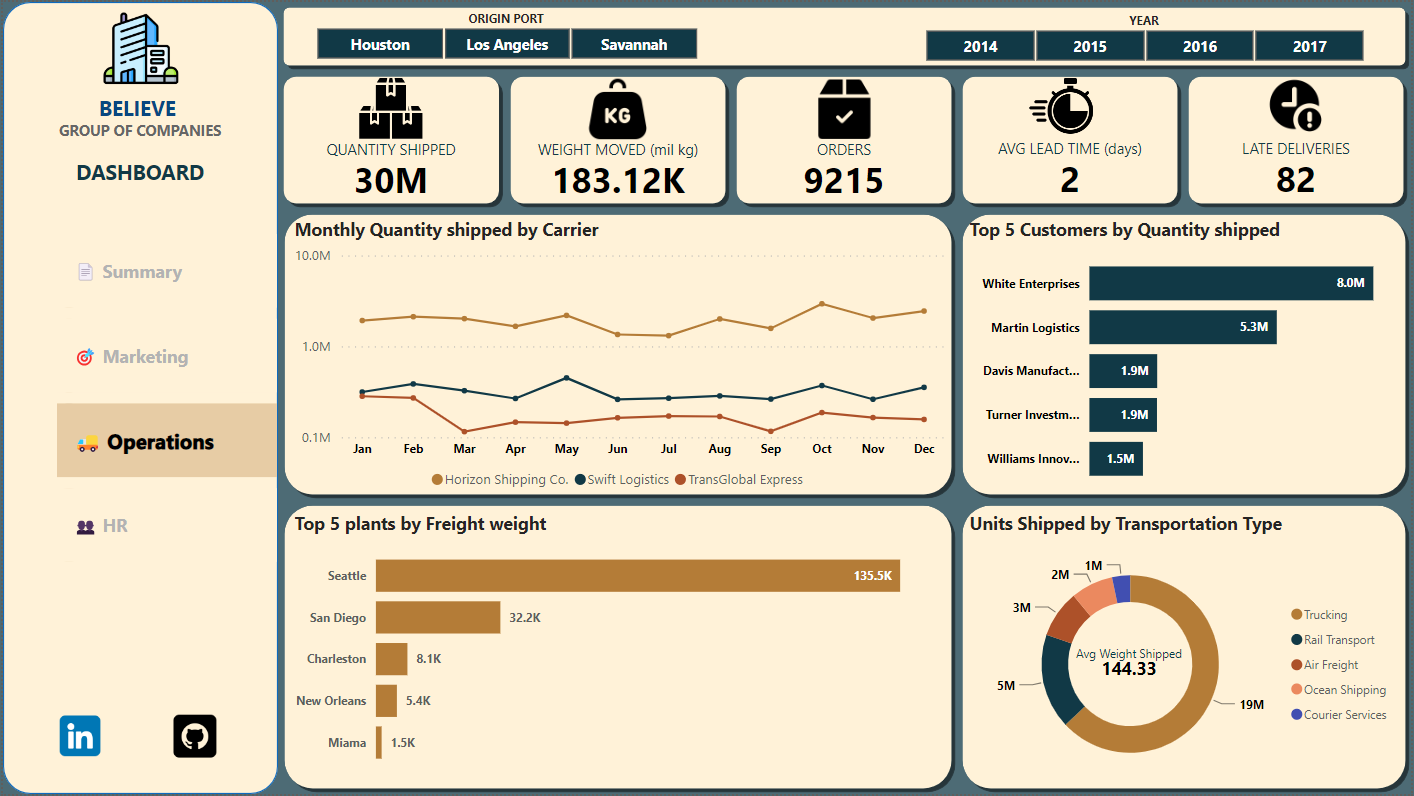 BELIEVE
GROUP OF COMPANIES
DASHBOARD
Summary
Marketing
Operations
HR
in
ORIGIN PORT
Houston
Los Angeles
Savannah
YEAR
2014
2015
2016
2017
QUANTITY SHIPPED
30M
KG
WEIGHT MOVED (mil kg)
183.12K
ORDERS
9215
AVG LEAD TIME (days)
2
LATE DELIVERIES
82
Monthly Quantity shipped by Carrier
10.0M
1.0M
0.1M
Jan Feb Mar Apr May Jun Jul Aug Sep Oct Nov Dec
Horizon Shipping Co. Swift Logistics TransGlobal Express
Top 5 Customers by Quantity shipped
White Enterprises 8.0M
Martin Logistics 5.3M
Davis Manufact... 1.9M
Turner Investm... 1.9M
Williams Innov... 1.5M
Top 5 plants by Freight weight
Seattle 135.5K
San Diego 32.2K
Charleston 8.1K
New Orleans 5.4K
Miama 1.5K
Units Shipped by Transportation Type
1M
2M
3M
5M
19M
Avg Weight Shipped
144.33
Trucking
Rail Transport
Air Freight
Ocean Shipping
Courier Services